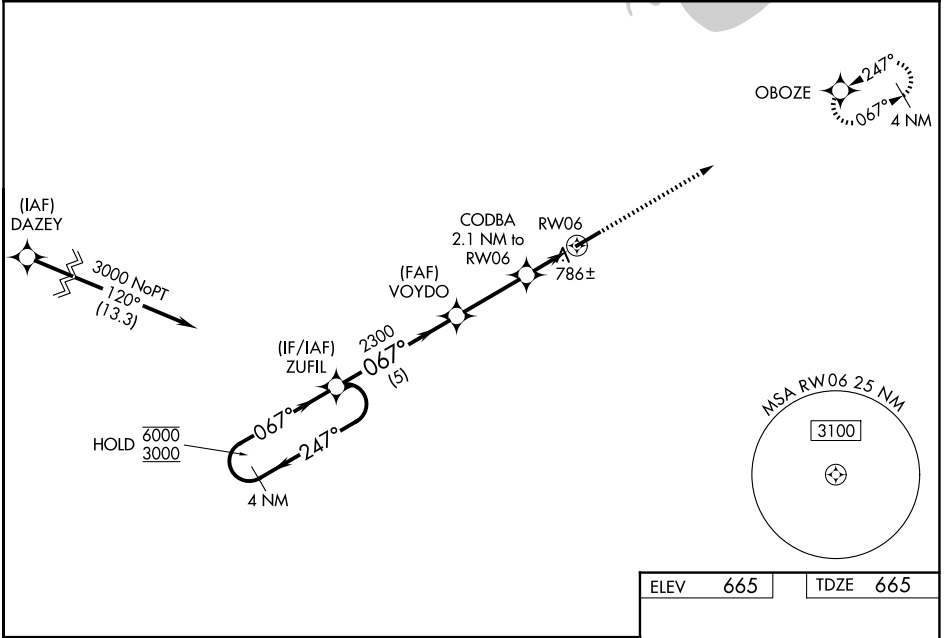 OBOZE
247°
067°
4 NM
(IAF)
DAZEY
3000 NoPT
120°
(13.3)
CODBA
2.1 NM to
RW06
RW06
786±
(FAF)
VOYDO
2300
067°
(5)
(IF/IAF)
ZUFIL
067°
247°
HOLD 6000
3000
4 NM
MSA RW06 25 NM
3100
ELEV 665
TDZE 665